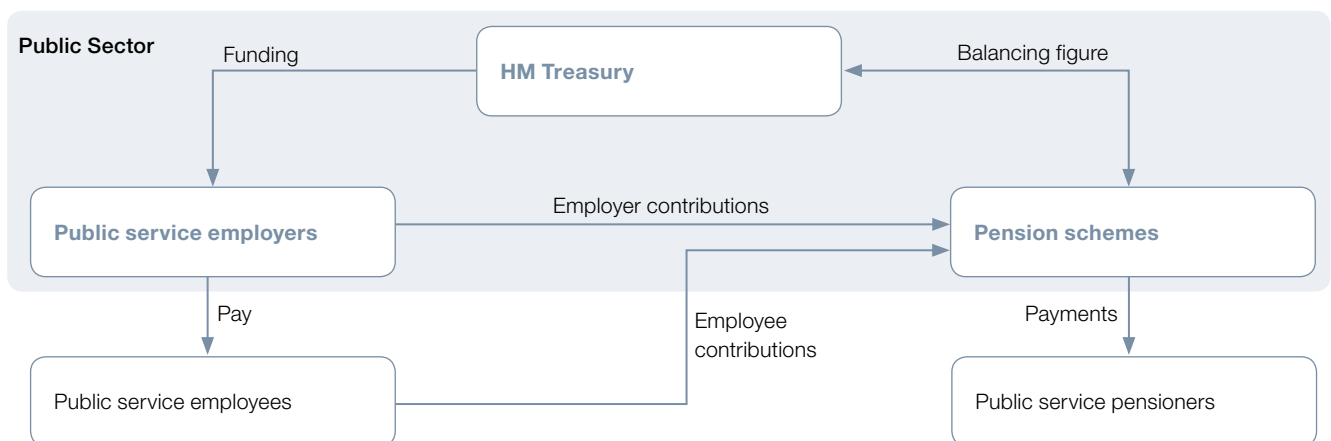 Public Sector
Funding
HM Treasury
Balancing figure
Public service employers
Employer contributions
Pension schemes
Pay
Employee
contributions
Payments
Public service employees
Public service pensioners